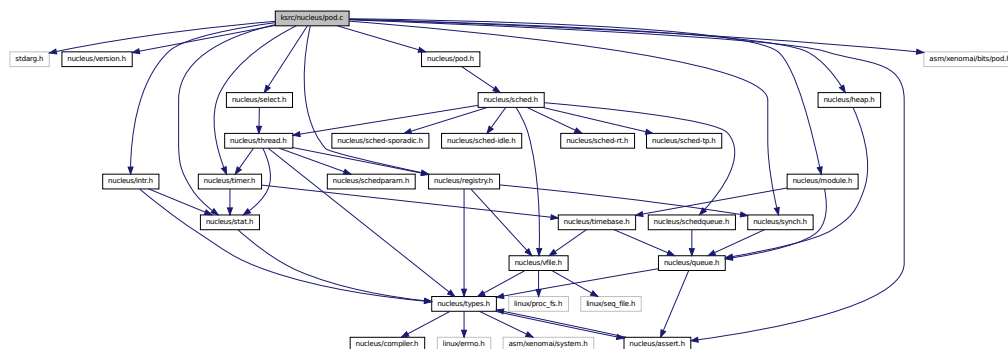 ksrc/nucleus/pod.c
stdarg.h
nucleus/version.h
nucleus/pod.h
asm/xenomai/bits/pod.h
nucleus/select.h
nucleus/sched.h
nucleus/heap.h
nucleus/thread.h
nucleus/sched-sporadic.h
nucleus/sched-idle.h
nucleus/sched-rt.h
nucleus/sched-tp.h
nucleus/intr.h
nucleus/timer.h
nucleus/schedparam.h
nucleus/registry.h
nucleus/module.h
nucleus/stat.h
nucleus/timebase.h
nucleus/schedqueue.h
nucleus/synch.h
nucleus/vfile.h
nucleus/queue.h
nucleus/types.h
linux/proc_fs.h
linux/seq_file.h
nucleus/compiler.h
linux/errno.h
asm/xenomai/system.h
nucleus/assert.h